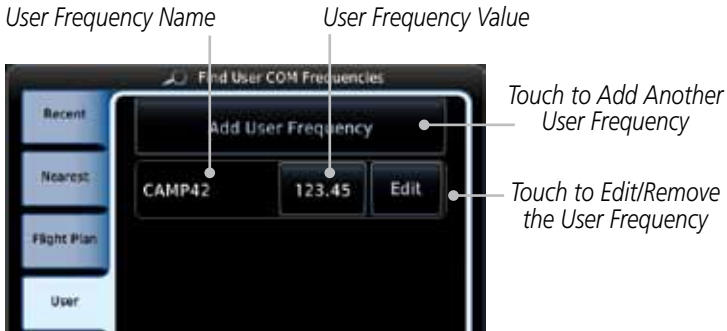 User Frequency Name
User Frequency Value
Find User COM Frequencies
Recent
Add User Frequency
Touch to Add Another
User Frequency
Nearest
CAMP42
123.45
Edit
Touch to Edit/Remove
the User Frequency
Flight Plan
User